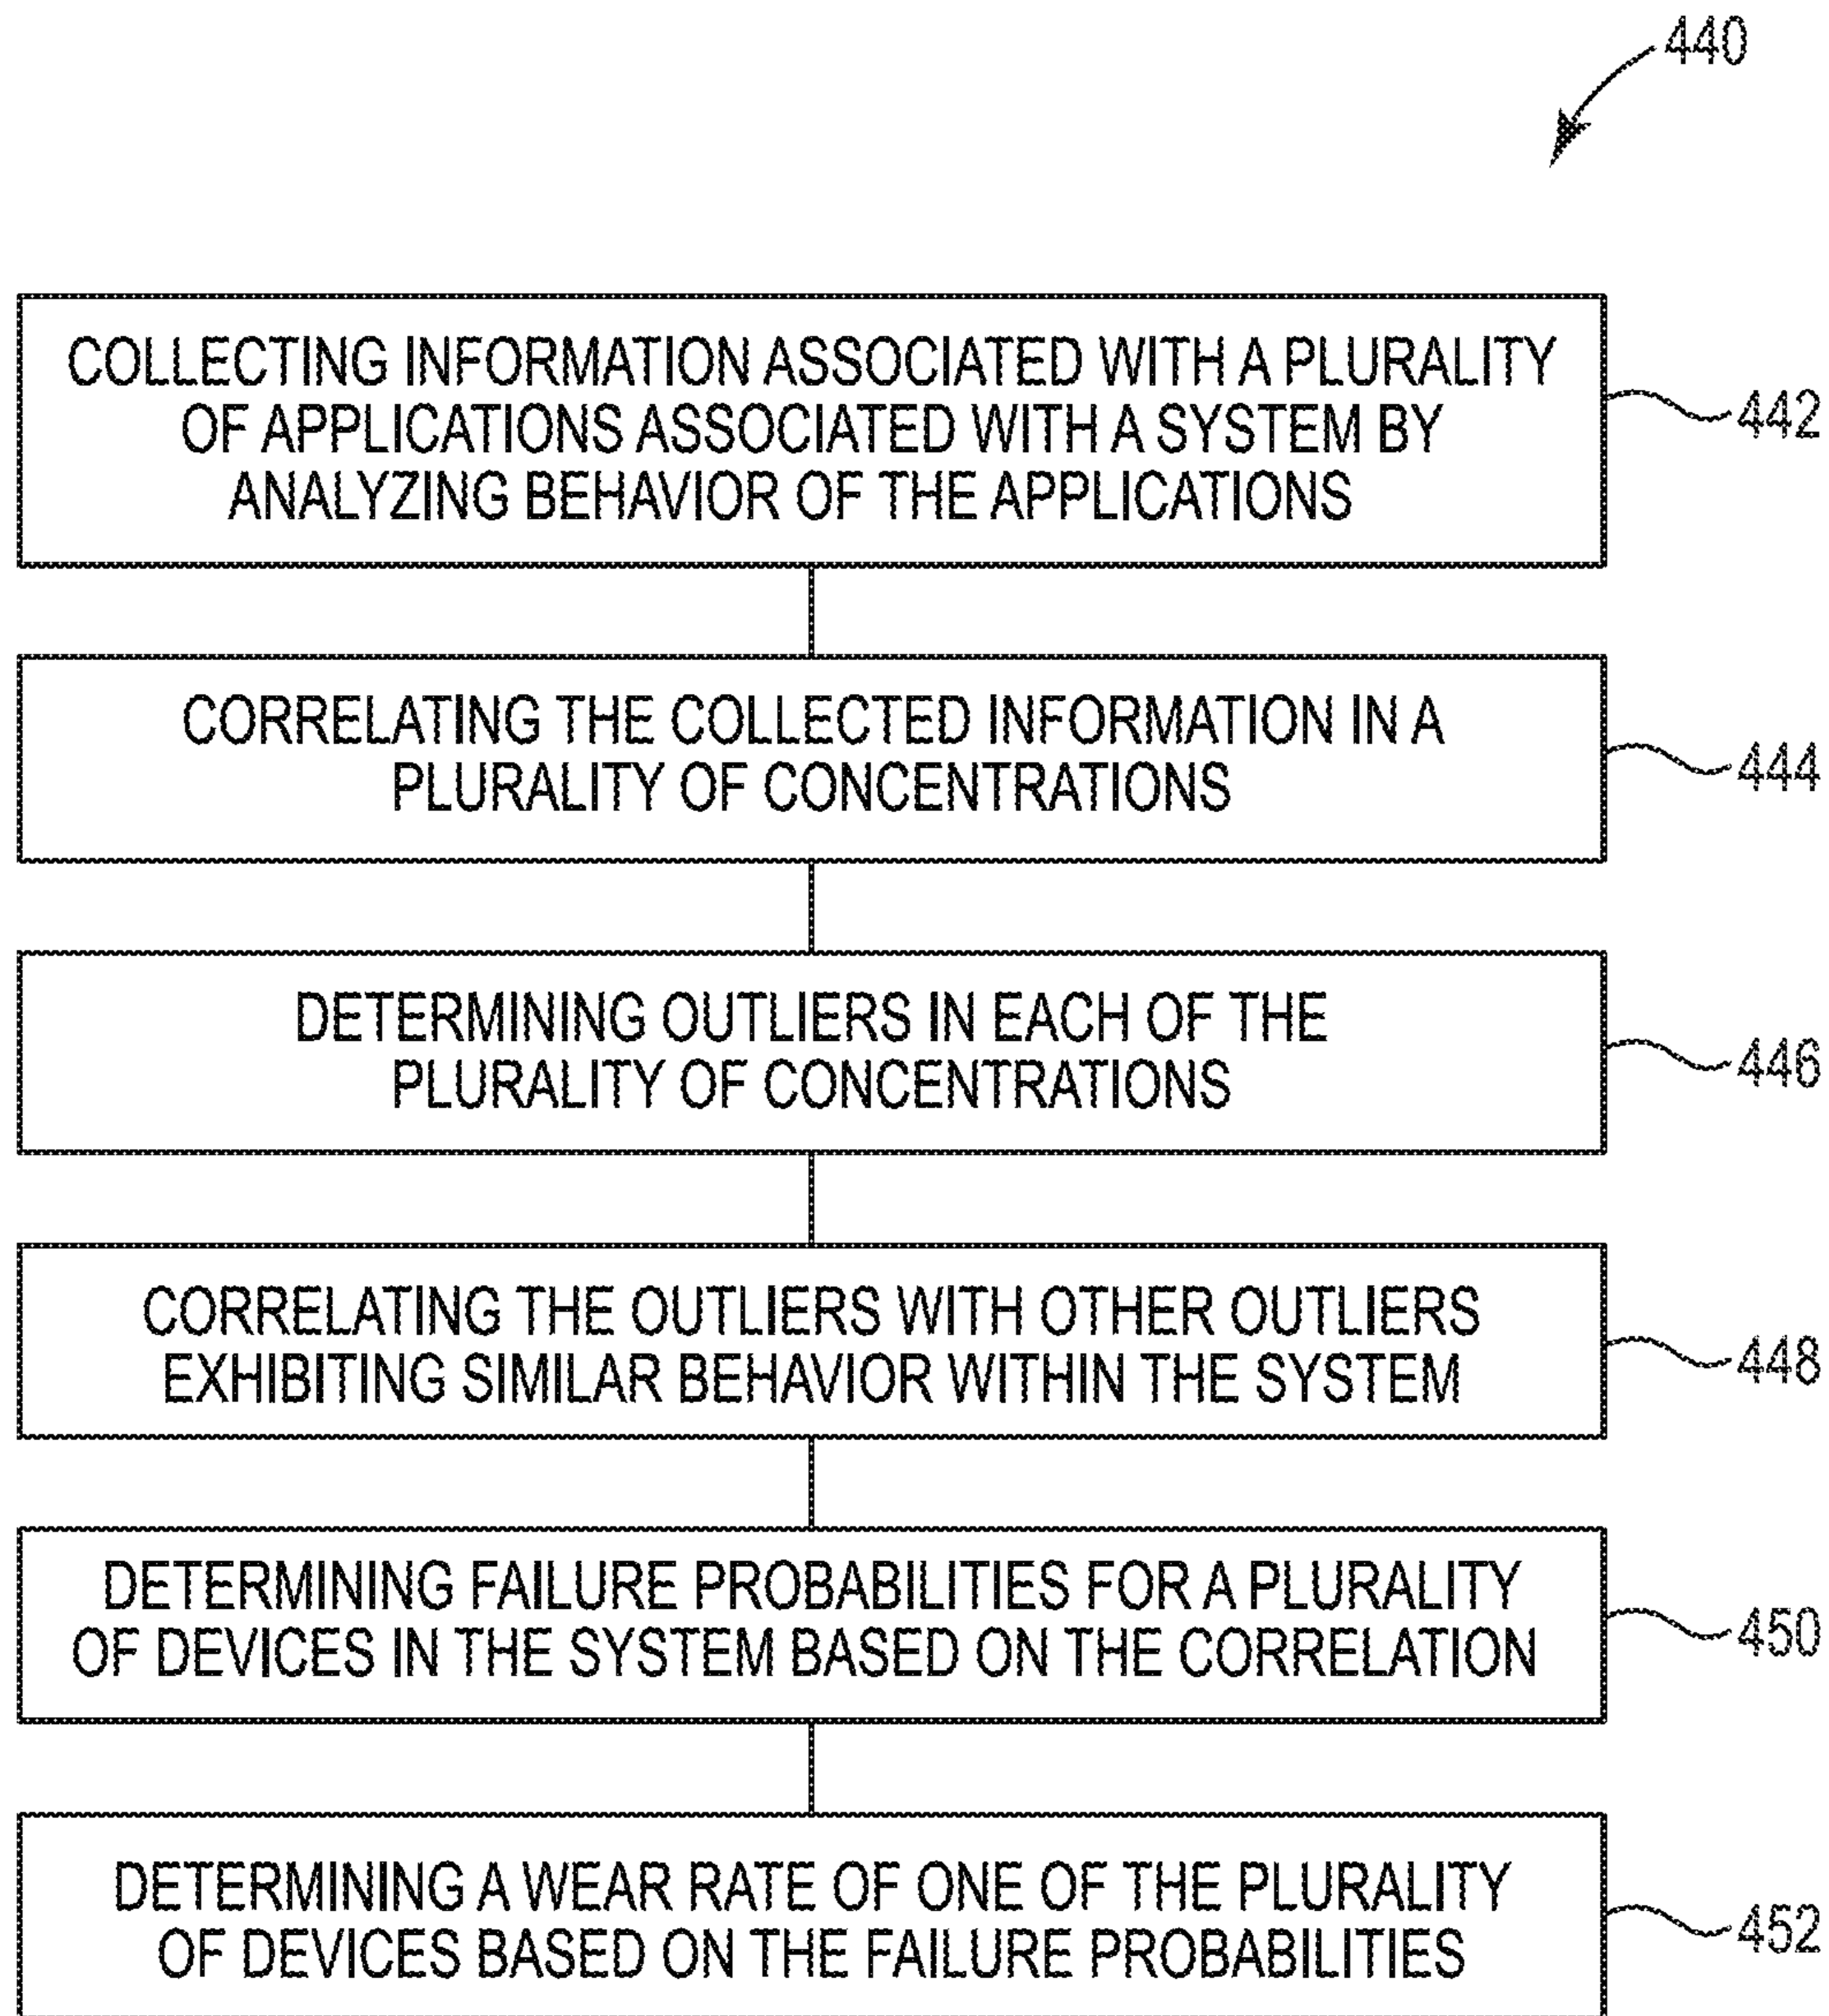 440
COLLECTING INFORMATION ASSOCIATED WITH A PLURALITY
OF APPLICATIONS ASSOCIATED WITH A SYSTEM BY
ANALYZING BEHAVIOR OF THE APPLICATIONS
442
CORRELATING THE COLLECTED INFORMATION IN A
PLURALITY OF CONCENTRATIONS
444
DETERMINING OUTLIERS IN EACH OF THE
PLURALITY OF CONCENTRATIONS
446
CORRELATING THE OUTLIERS WITH OTHER OUTLIERS
EXHIBITING SIMILAR BEHAVIOR WITHIN THE SYSTEM
448
DETERMINING FAILURE PROBABILITIES FOR A PLURALITY
OF DEVICES IN THE SYSTEM BASED ON THE CORRELATION
450
DETERMINING A WEAR RATE OF ONE OF THE PLURALITY
OF DEVICES BASED ON THE FAILURE PROBABILITIES
452